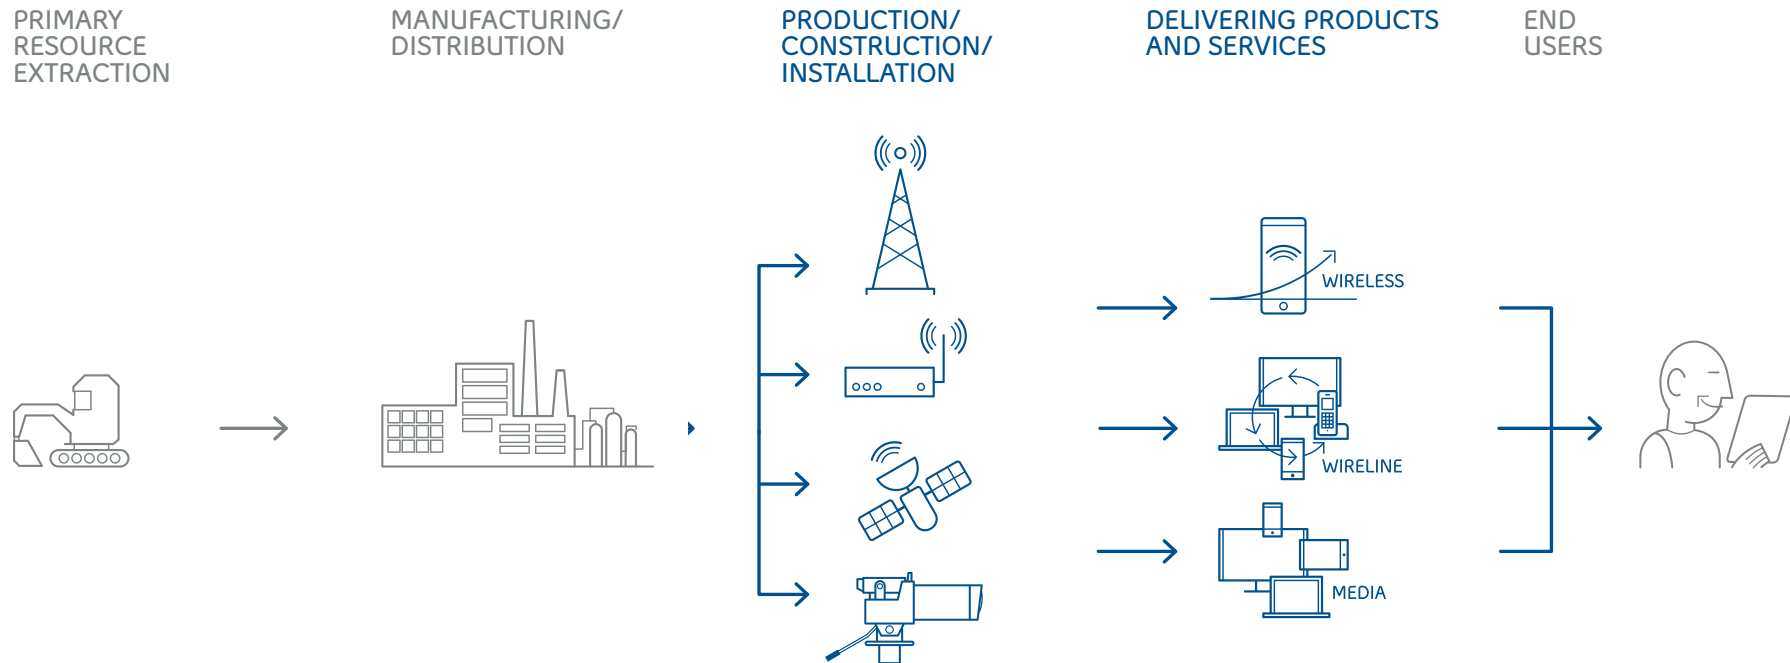 PRIMARY
RESOURCE
EXTRACTION
MANUFACTURING/
DISTRIBUTION
PRODUCTION/
CONSTRUCTION/
INSTALLATION
DELIVERING PRODUCTS
AND SERVICES
END
USERS
WIRELESS
WIRELINE
MEDIA